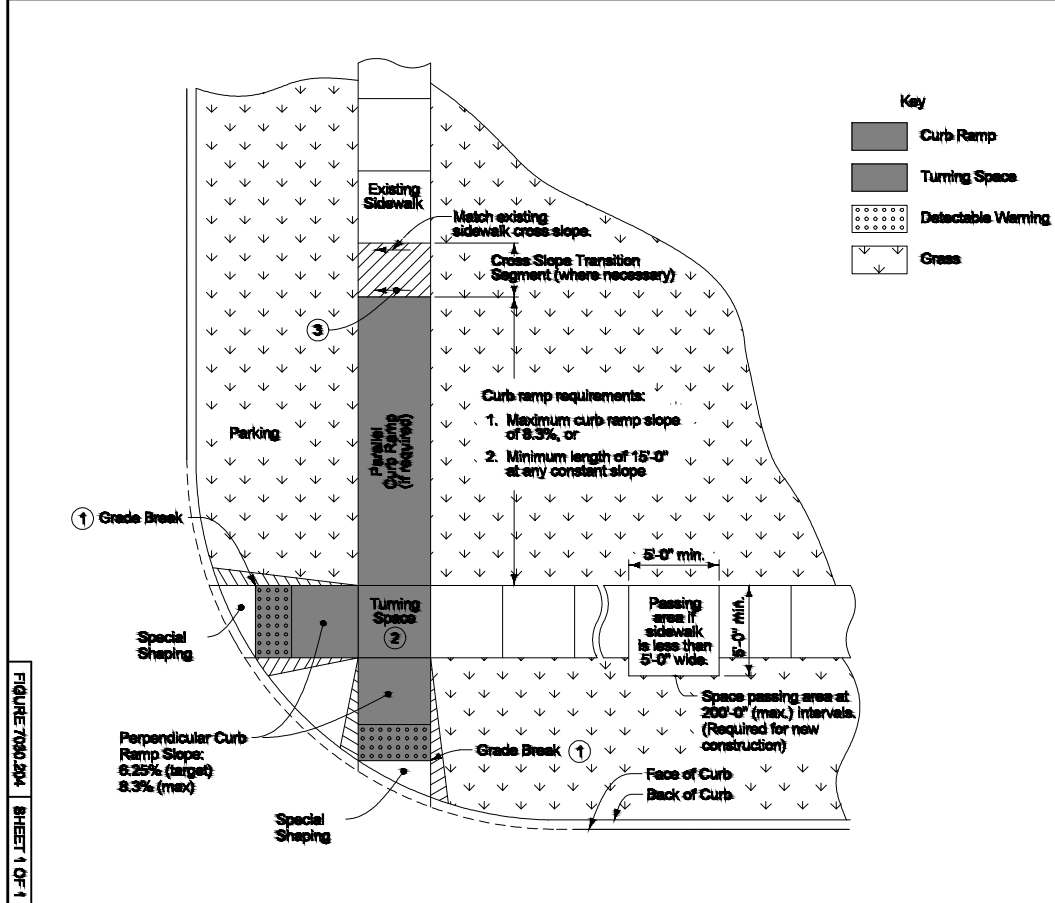 Key
Curb Ramp
Turning Space
Detectable Warning
Grass
Existing
Sidewalk
Match existing
sidewalk cross slope.
Cross Slope Transition
Segment (where necessary)
3
Curb ramp requirements:
1. Maximum curb ramp slope
of 8.3%, or
2. Minimum length of 15'-0"
at any constant slope
Parking
Parallel
Curb Ramp
(if required)
1 Grade Break
5'-0" min.
Turning
Space
2
Passing
area if
sidewalk
is less than
5'-0" wide.
5'-0" min.
Special
Shaping
Space passing area at
200'-0" (max.) intervals.
(Required for new
construction)
Perpendicular Curb
Ramp Slope:
6.25% (target)
8.3% (max)
Grade Break 1
Face of Curb
Back of Curb
Special
Shaping
FIGURE 7030.204 SHEET 1 OF 1